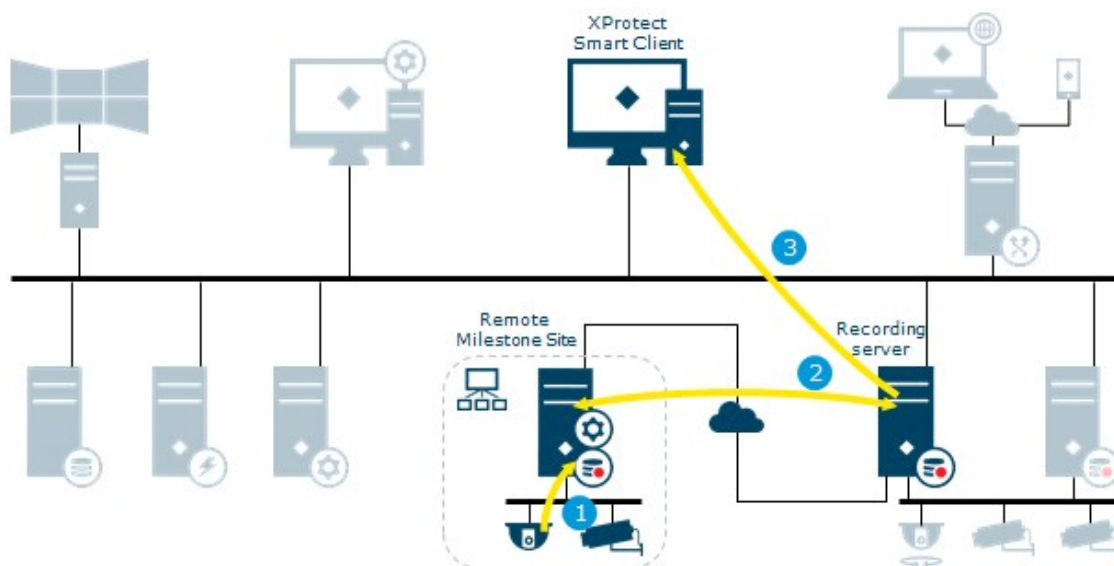 XProtect
Smart Client
3
Remote
Milestone Site
Recording
server
2
1